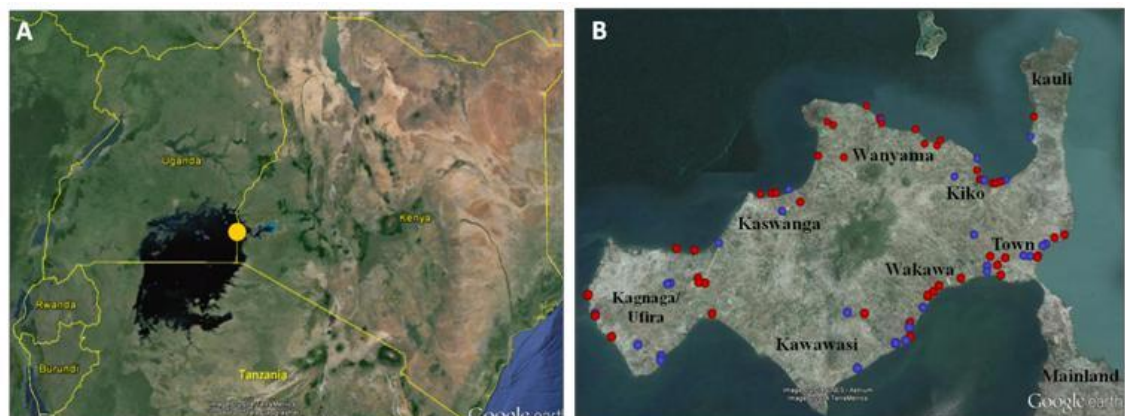 A
Uganda
Kenya
Rwanda
Burundi
Tanzania
Google earth
B
kauli
Wanyama
Kiko
Kaswanga
Town
Wakawa
Kagnaga/
Ufira
Kawawasi
Mainland
Google earth